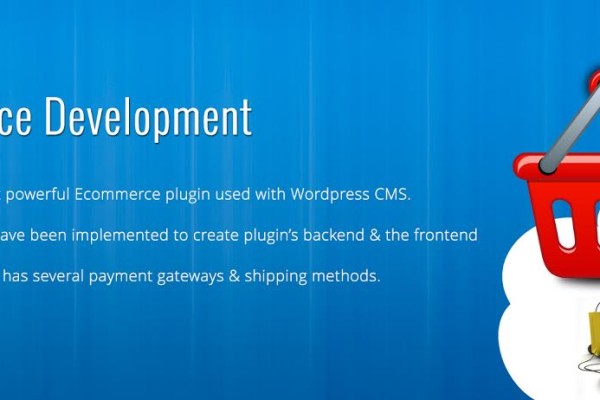 ce Development
powerful Ecommerce plugin used with Wordpress CMS.
ave been implemented to create plugin's backend & the frontend
has several payment gateways & shipping methods.